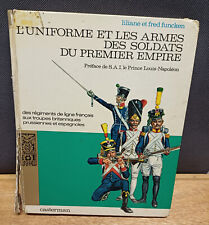 liliane et fred funcken
L'UNIFORME ET LES ARMES
DES SOLDATS
DU PREMIER EMPIRE
Préface de S.A.I. le Prince Louis-Napoléon
des régiments de ligne français
aux troupes britanniques
prussiennes et espagnoles
casterman